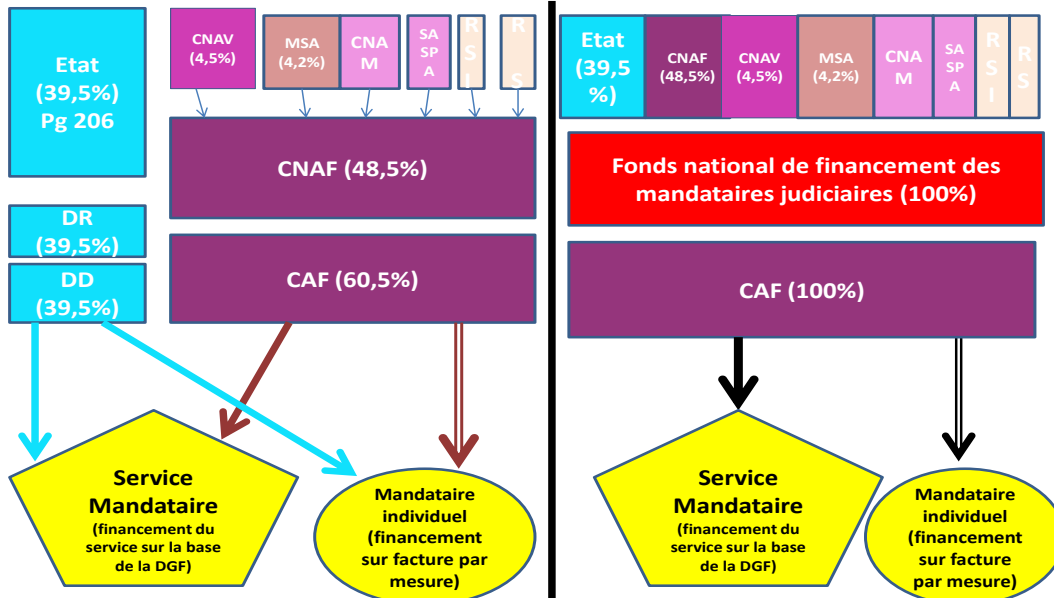 Etat
(39,5%)
Pg 206
CNAV
(4,5%)
MSA
(4,2%)
CNA
M
SA
S
P
A
R
S
I
R
S
CNAF (48,5%)
DR
(39,5%)
DD
(39,5%)
CAF (60,5%)
Service
Mandataire
(financement du
service sur la base
de la DGF)
Mandataire
individuel
(financement
sur facture par
mesure)
Etat
(39,5
%)
CNAF
(48,5%)
CNAV
(4,5%)
MSA
(4,2%)
CNA
M
SA
S
P
A
R
S
I
R
S
Fonds national de financement des
mandataires judiciaires (100%)
CAF (100%)
Service
Mandataire
(financement du
service sur la base de
la DGF)
Mandataire
individuel
(financement
sur facture
par mesure)